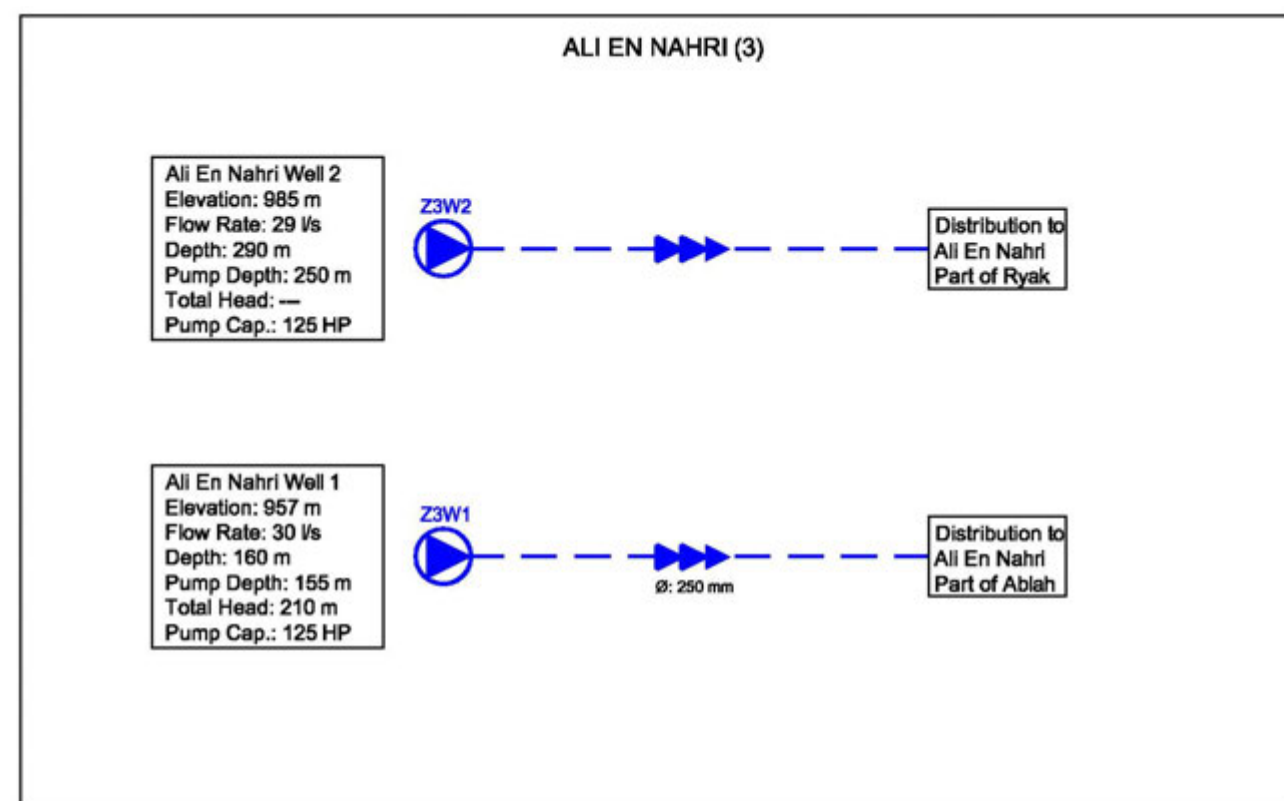 ALI EN NAHRI (3)
Ali En Nahri Well 2
Elevation: 985 m
Flow Rate: 29 l/s
Depth: 290 m
Pump Depth: 250 m
Total Head: ---
Pump Cap.: 125 HP
Z3W2
Distribution to
Ali En Nahri
Part of Ryak
Ali En Nahri Well 1
Elevation: 957 m
Flow Rate: 30 l/s
Depth: 160 m
Pump Depth: 155 m
Total Head: 210 m
Pump Cap.: 125 HP
Z3W1
Ø: 250 mm
Distribution to
Ali En Nahri
Part of Ablah